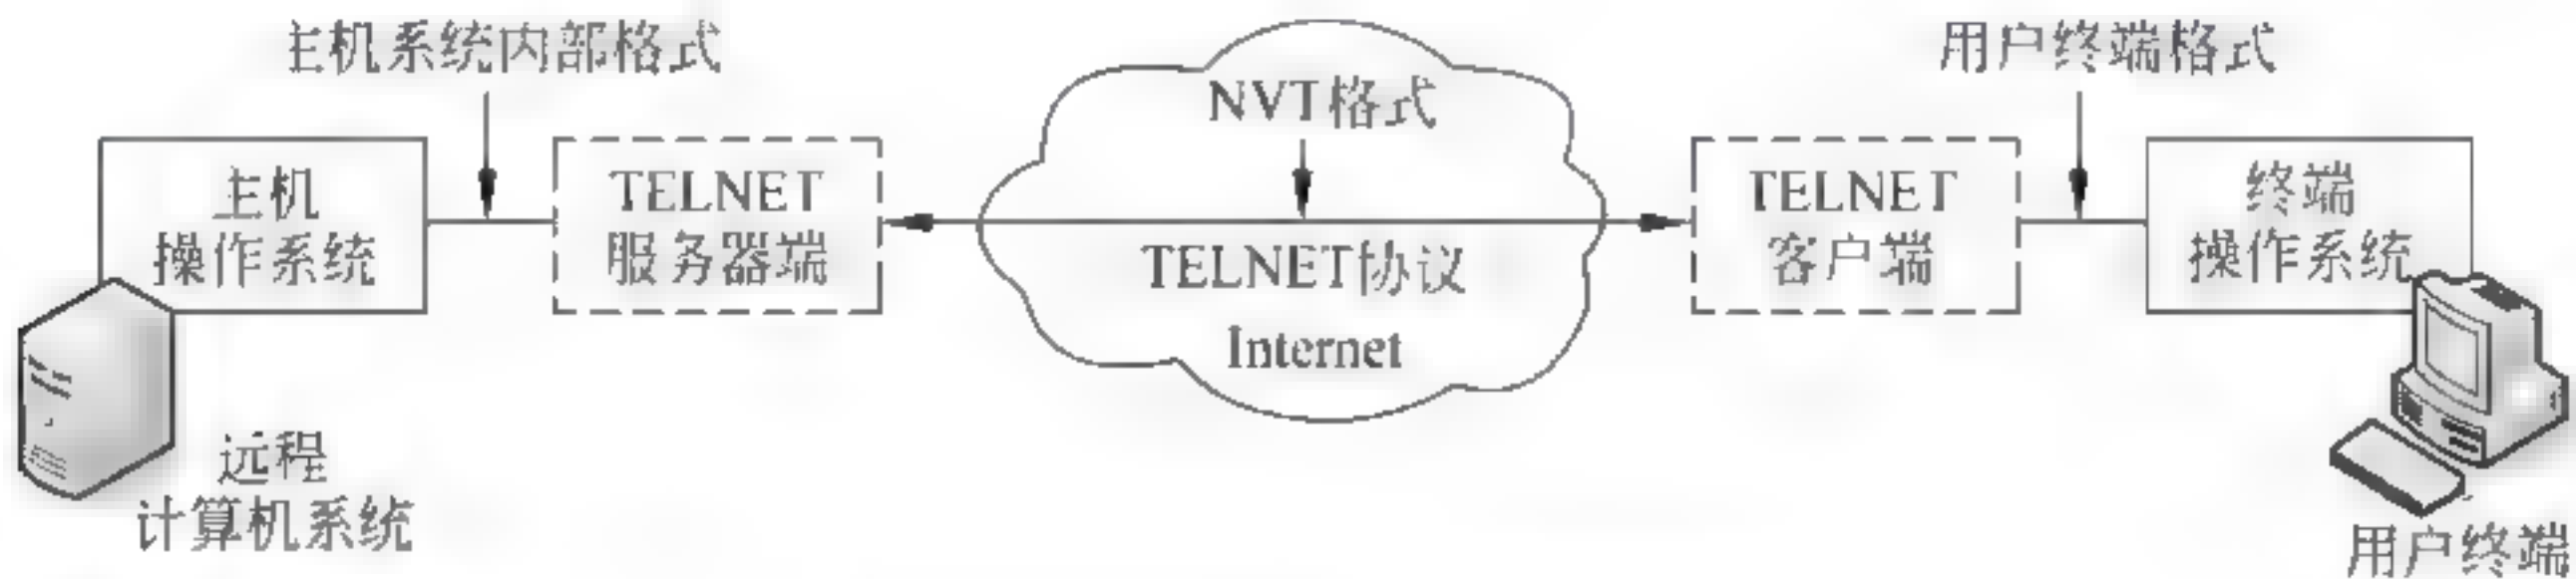 主机系统内部格式
用户终端格式
NVT格式
主机
操作系统
TELNET
服务器端
TELNET协议
Internet
TELNET
客户端
终端
操作系统
远程
计算机系统
用户终端